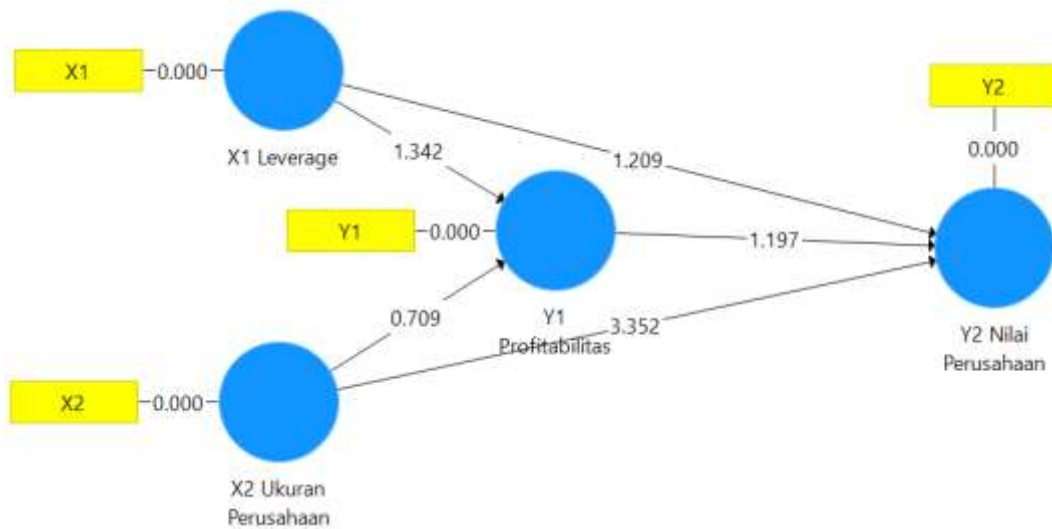 X1
0.000
X1 Leverage
1.342
1.209
Y2
0.000
Y1
0.000
1.197
Y1
Profitabilitas
0.709
3.352
Y2 Nilai
Perusahaan
X2
0.000
X2 Ukuran
Perusahaan